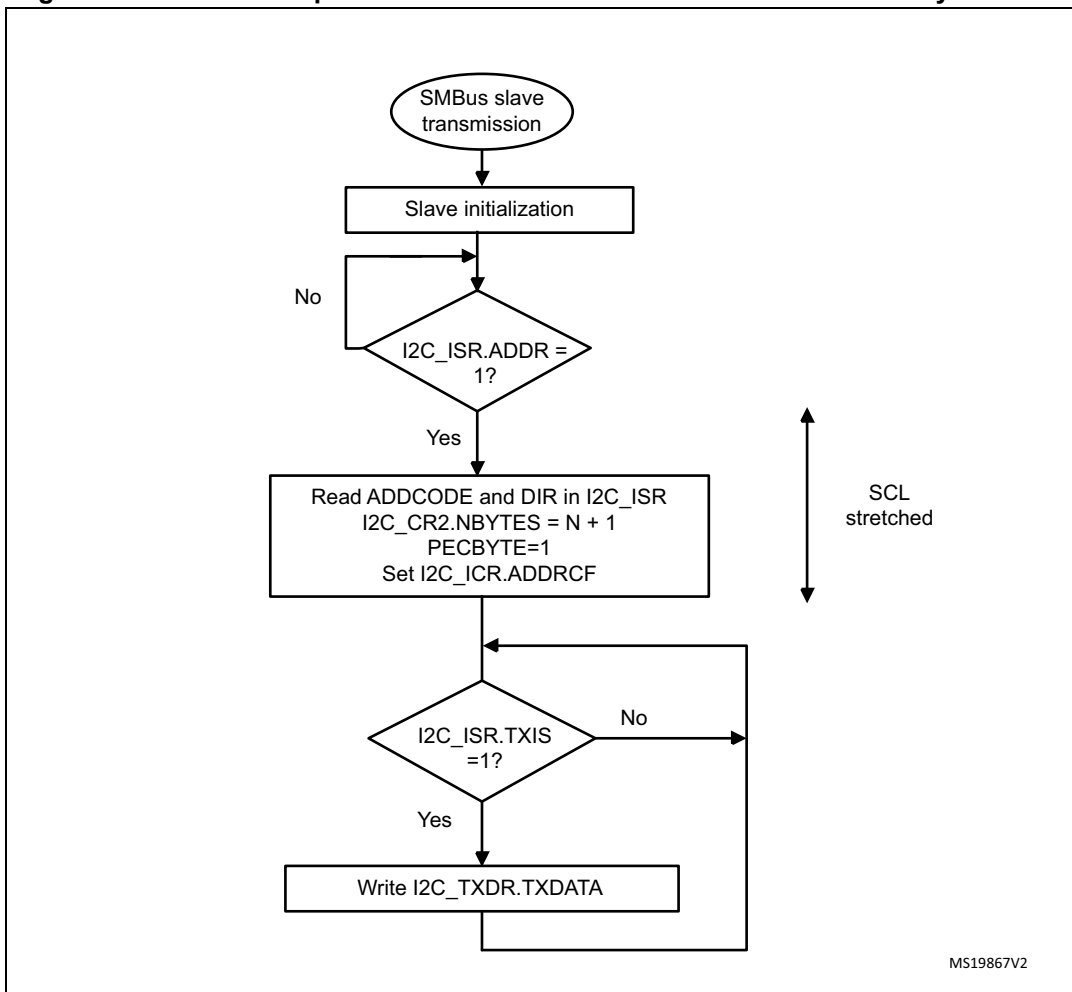 SMBus slave
transmission
Slave initialization
No
I2C_ISR.ADDR =
1?
Yes
Read ADDCODE and DIR in I2C_ISR
I2C_CR2.NBYTES = N + 1
PECBYTE=1
Set I2C_ICR.ADDRCF
SCL
stretched
I2C_ISR.TXIS
=1?
No
Yes
Write I2C_TXDR.TXDATA
MS19867V2